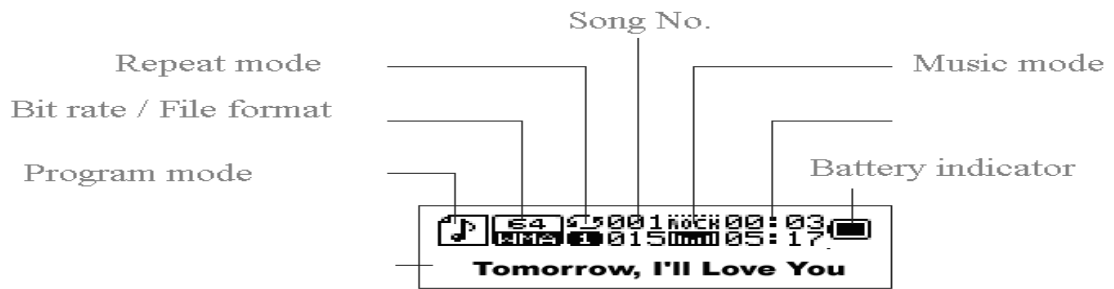 Song No.
Repeat mode
Music mode
Bit rate / File format
Program mode
Battery indicator
64 001 ROCK 00:03
WMA 1 015 05:17
Tomorrow, I'll Love You